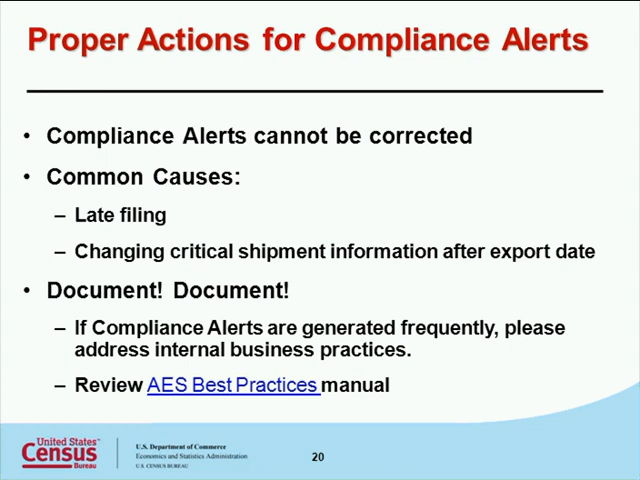 Proper Actions for Compliance Alerts
• Compliance Alerts cannot be corrected
• Common Causes:
– Late filing
– Changing critical shipment information after export date
• Document! Document!
– If Compliance Alerts are generated frequently, please
address internal business practices.
– Review AES Best Practices manual
United States™
Census
Bureau
U.S. Department of Commerce
Economics and Statistics Administration
U.S. CENSUS BUREAU
20